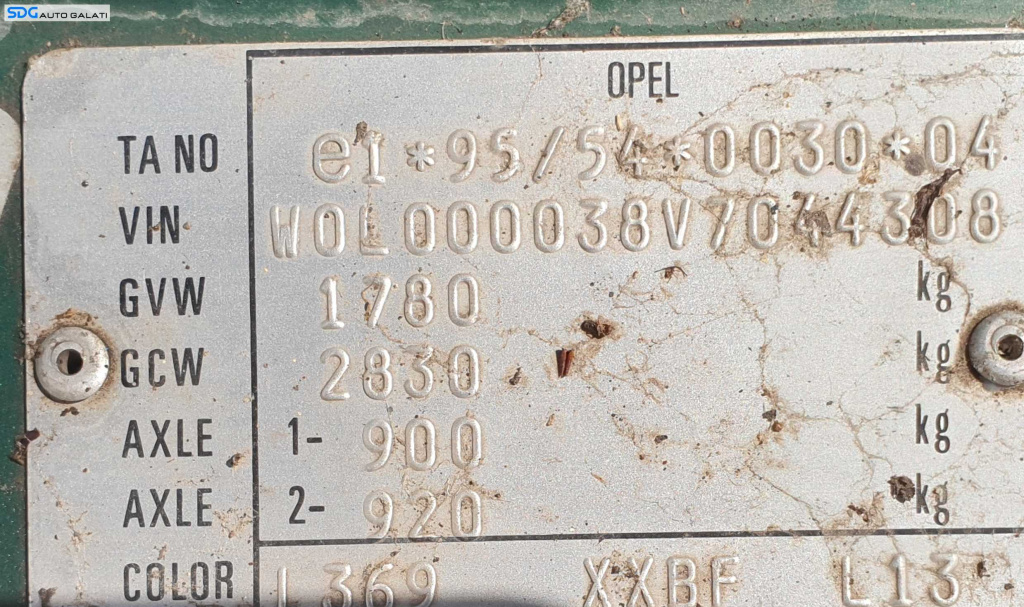 SDG AUTO GALATI
OPEL
TA NO e1*95/54*0030*04
VIN W0L000038V7044308
GVW 1780 kg
GCW 2830 kg
AXLE 1- 900 kg
AXLE 2- 920 kg
COLOR L369 XXBF L13